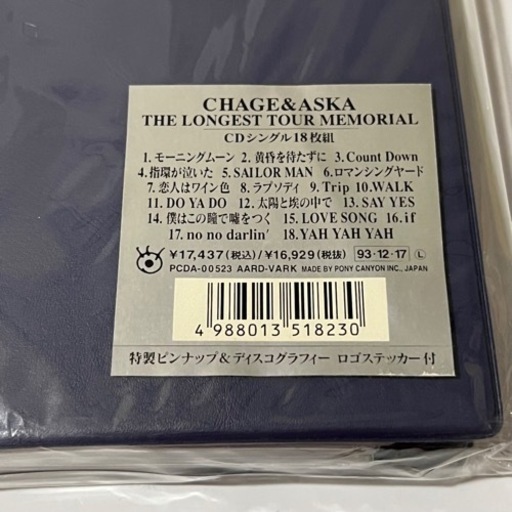 CHAGE&ASKA
THE LONGEST TOUR MEMORIAL
CDシングル18枚組
1. モーニングムーン 2. 黄昏を待たずに 3. Count Down
4. 指環が泣いた 5. SAILOR MAN 6. ロマンシングヤード
7. 恋人はワイン色 8. ラプソディ 9. Trip 10. WALK
11. DO YA DO 12. 太陽と埃の中で 13. SAY YES
14. 僕はこの瞳で嘘をつく 15. LOVE SONG 16. if
17. no no darlin' 18. YAH YAH YAH
¥17,437(税込)/¥16,929(税抜) 93・12・17 Ⓛ
PCDA-00523 AARD-VARK MADE BY PONY CANYON INC., JAPAN
4 988013 518230
特製ピンナップ&ディスコグラフィー ロゴステッカー付